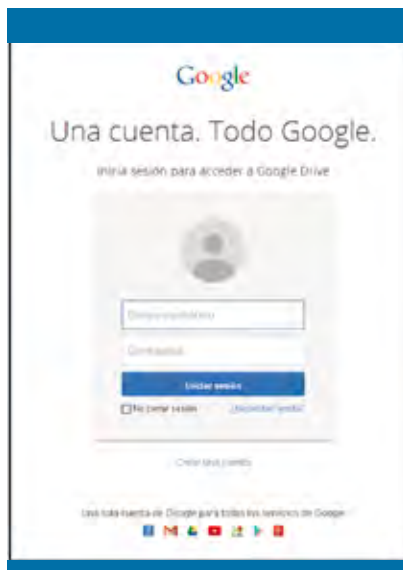 Google
Una cuenta. Todo Google.
Inicia sesión para acceder a Google Drive
Correo electrónico
Contraseña
Iniciar sesión
No cerrar sesión ¿Necesitas ayuda?
Crear una cuenta
Una sola cuenta de Google para todos los servicios de Google